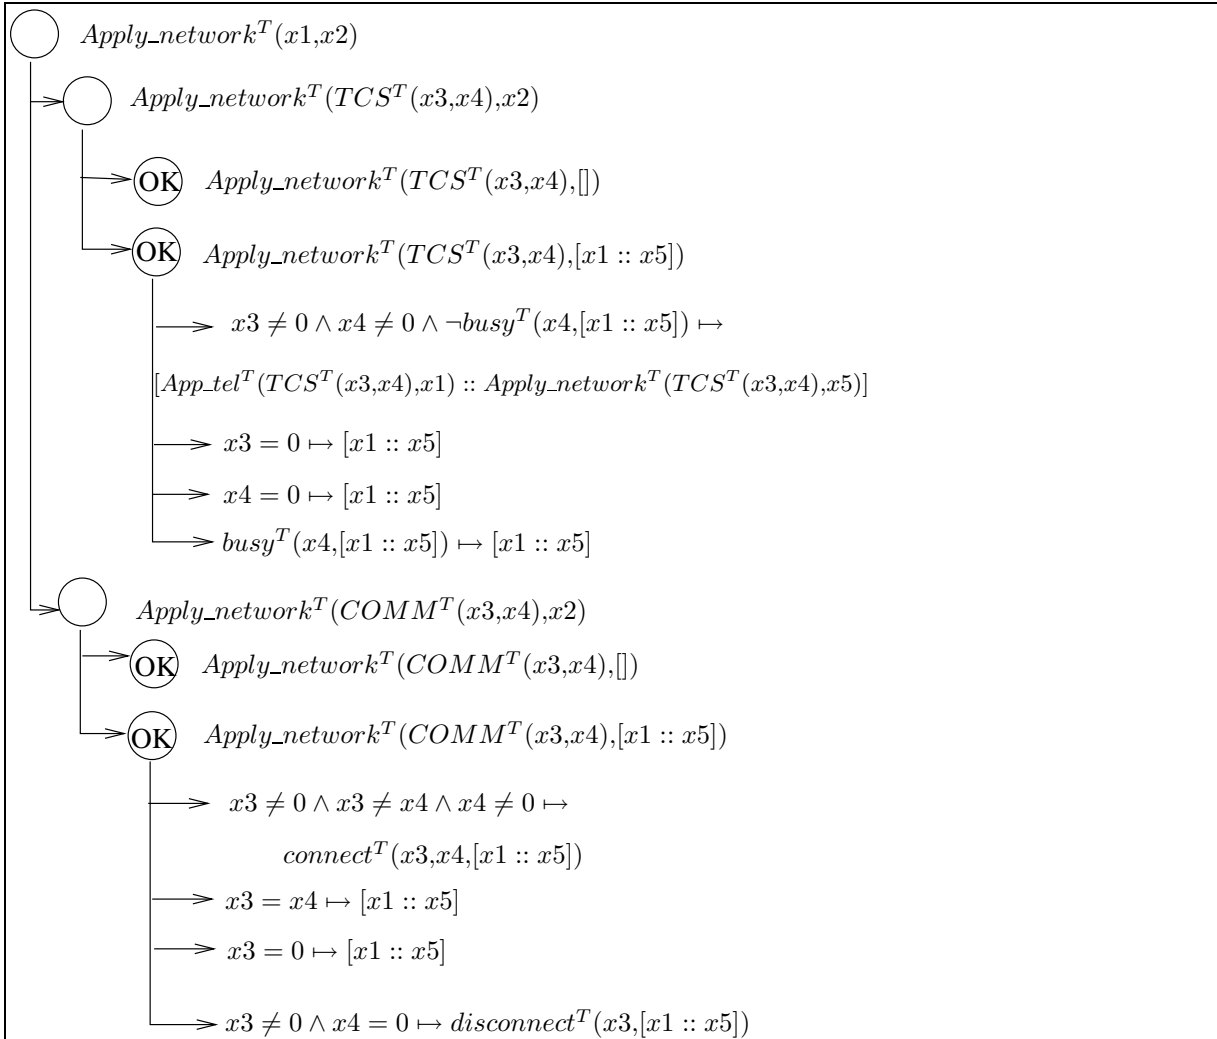 Apply_network^T(x1,x2)
Apply_network^T(TCS^T(x3,x4),x2)
OK Apply_network^T(TCS^T(x3,x4),[])
OK Apply_network^T(TCS^T(x3,x4),[x1 :: x5])
x3 ≠ 0 ∧ x4 ≠ 0 ∧ ¬busy^T(x4,[x1 :: x5]) ↦
[App_tel^T(TCS^T(x3,x4),x1) :: Apply_network^T(TCS^T(x3,x4),x5)]
x3 = 0 ↦ [x1 :: x5]
x4 = 0 ↦ [x1 :: x5]
busy^T(x4,[x1 :: x5]) ↦ [x1 :: x5]
Apply_network^T(COMM^T(x3,x4),x2)
OK Apply_network^T(COMM^T(x3,x4),[])
OK Apply_network^T(COMM^T(x3,x4),[x1 :: x5])
x3 ≠ 0 ∧ x3 ≠ x4 ∧ x4 ≠ 0 ↦
connect^T(x3,x4,[x1 :: x5])
x3 = x4 ↦ [x1 :: x5]
x3 = 0 ↦ [x1 :: x5]
x3 ≠ 0 ∧ x4 = 0 ↦ disconnect^T(x3,[x1 :: x5])